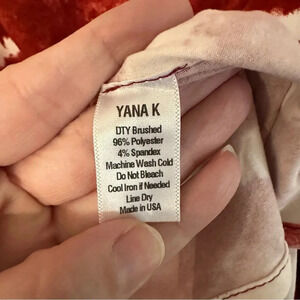 YANA K
DTY Brushed
96% Polyester
4% Spandex
Machine Wash Cold
Do Not Bleach
Cool Iron if Needed
Line Dry
Made in USA